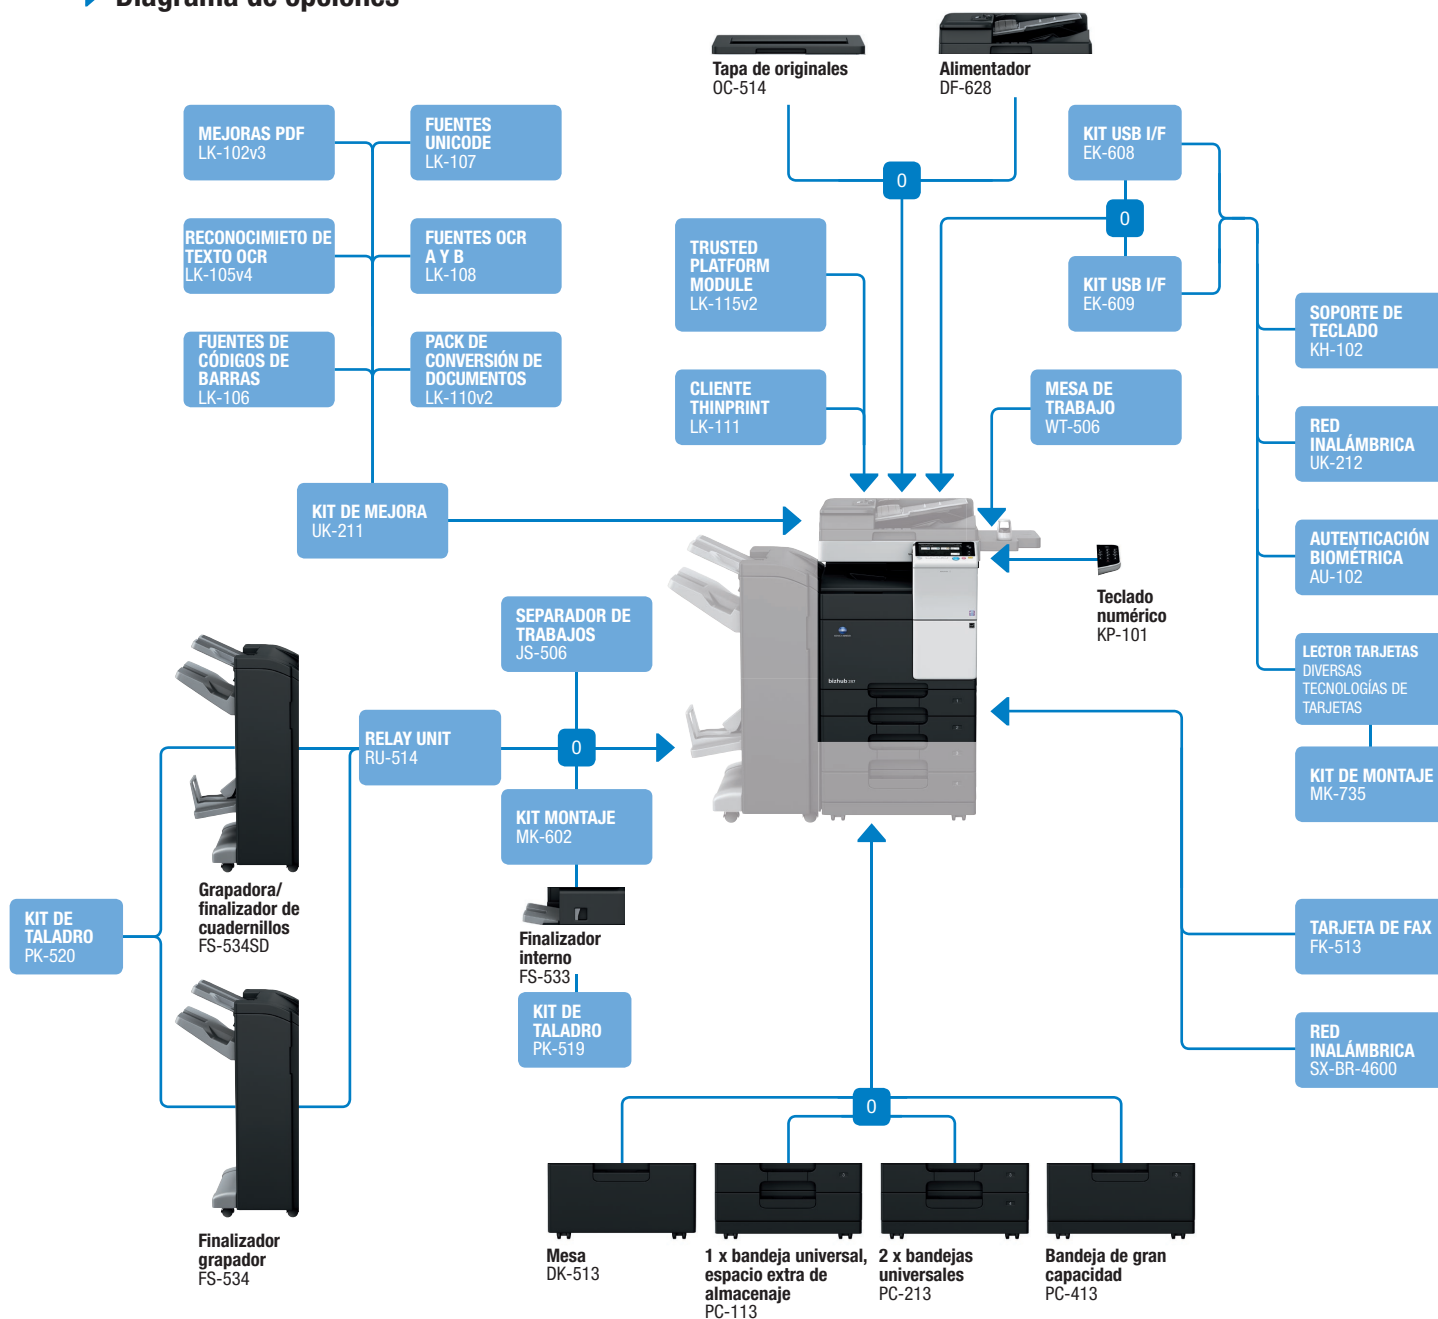 Diagrama de opciones
Tapa de originales
OC-514
Alimentador
DF-628
MEJORAS PDF
LK-102v3
FUENTES
UNICODE
LK-107
KIT USB I/F
EK-608
0
0
RECONOCIMIETO DE
TEXTO OCR
LK-105v4
FUENTES OCR
A Y B
LK-108
TRUSTED
PLATFORM
MODULE
LK-115v2
KIT USB I/F
EK-609
SOPORTE DE
TECLADO
KH-102
FUENTES DE
CÓDIGOS DE
BARRAS
LK-106
PACK DE
CONVERSIÓN DE
DOCUMENTOS
LK-110v2
CLIENTE
THINPRINT
LK-111
MESA DE
TRABAJO
WT-506
RED
INALÁMBRICA
UK-212
KIT DE MEJORA
UK-211
AUTENTICACIÓN
BIOMÉTRICA
AU-102
Teclado
numérico
KP-101
SEPARADOR DE
TRABAJOS
JS-506
LECTOR TARJETAS
DIVERSAS
TECNOLOGÍAS DE
TARJETAS
bizhub
RELAY UNIT
RU-514
0
KIT DE MONTAJE
MK-735
KIT MONTAJE
MK-602
Grapadora/
finalizador de
cuadernillos
FS-534SD
KIT DE
TALADRO
PK-520
Finalizador
interno
FS-533
TARJETA DE FAX
FK-513
KIT DE
TALADRO
PK-519
RED
INALÁMBRICA
SX-BR-4600
0
Finalizador
grapador
FS-534
Mesa
DK-513
1 x bandeja universal,
espacio extra de
almacenaje
PC-113
2 x bandejas
universales
PC-213
Bandeja de gran
capacidad
PC-413